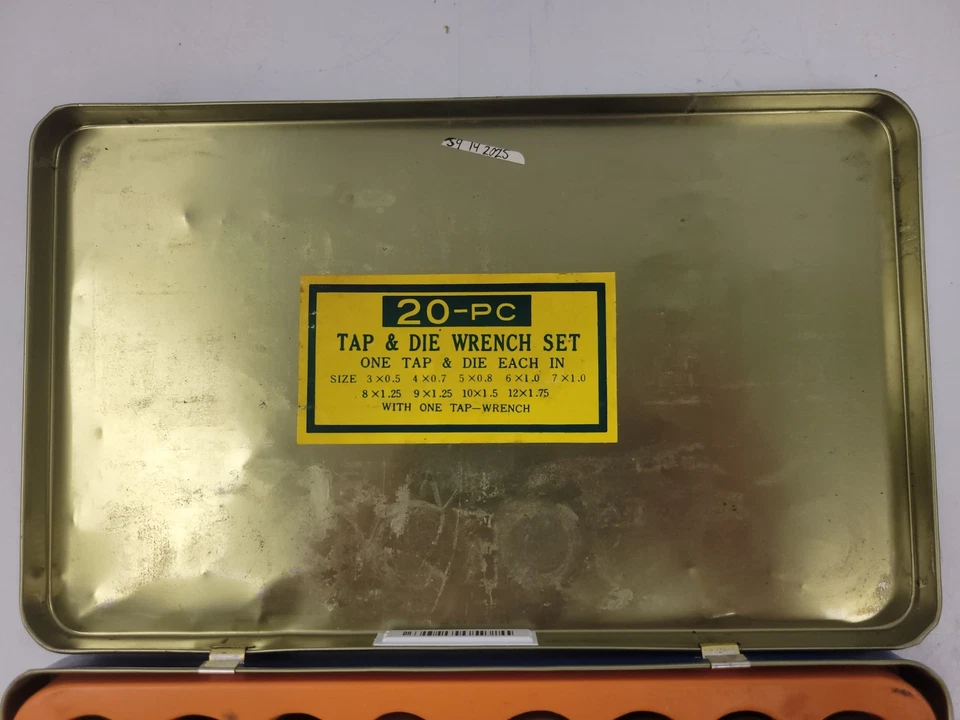 20-PC
TAP & DIE WRENCH SET
ONE TAP & DIE EACH IN
SIZE 3×0.5 4×0.7 5×0.8 6×1.0 7×1.0
8×1.25 9×1.25 10×1.5 12×1.75
WITH ONE TAP—WRENCH